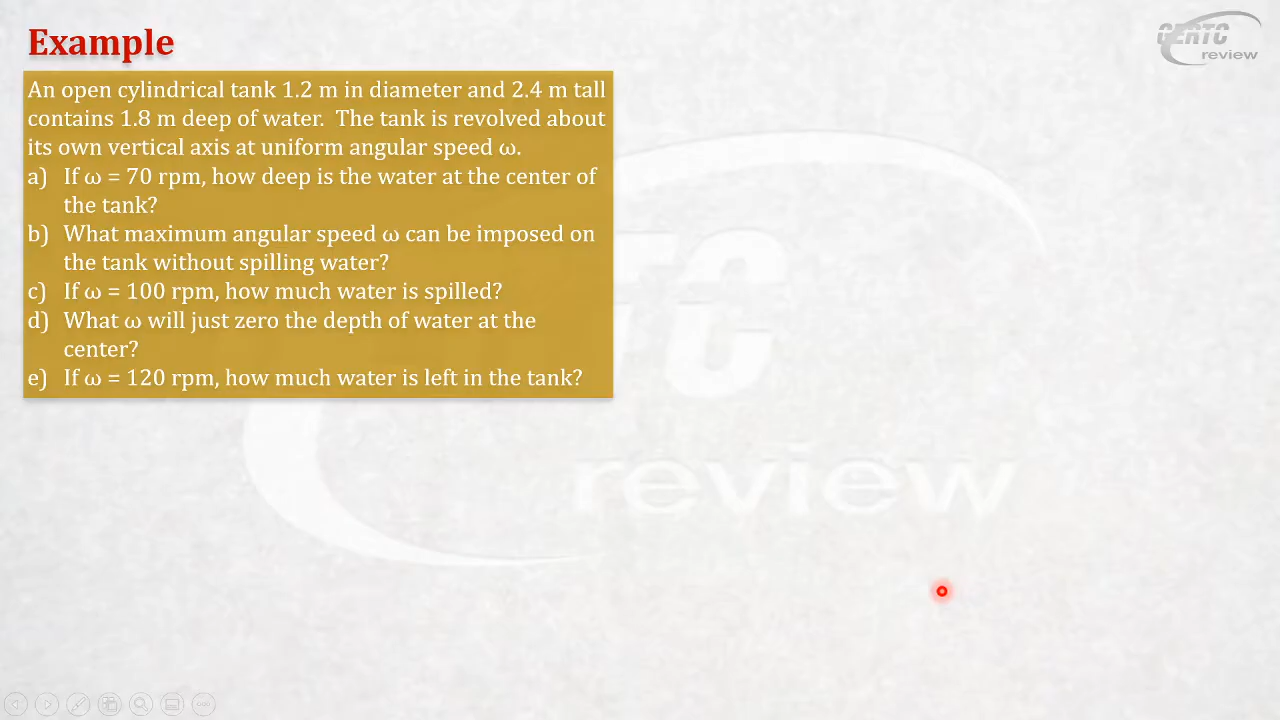 Example
CERTC
review
An open cylindrical tank 1.2 m in diameter and 2.4 m tall
contains 1.8 m deep of water.  The tank is revolved about
its own vertical axis at uniform angular speed ω.
a) If ω = 70 rpm, how deep is the water at the center of
the tank?
b) What maximum angular speed ω can be imposed on
the tank without spilling water?
c) If ω = 100 rpm, how much water is spilled?
d) What ω will just zero the depth of water at the
center?
e) If ω = 120 rpm, how much water is left in the tank?
review